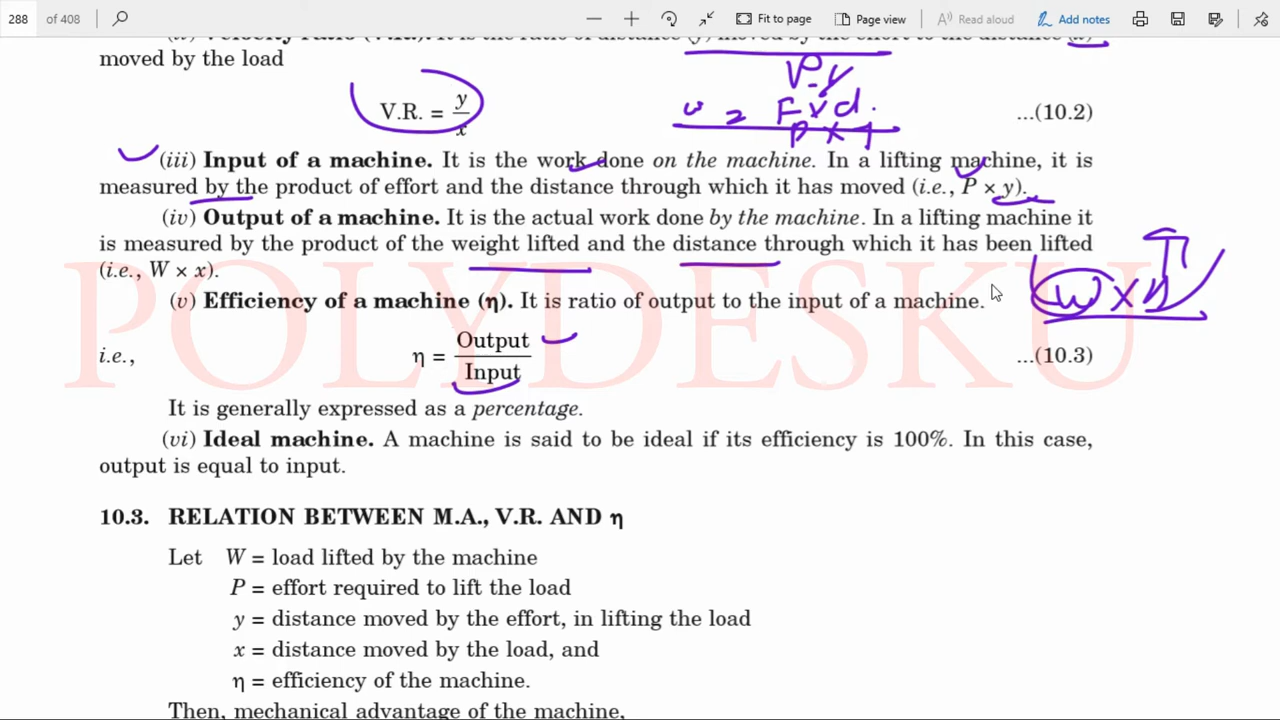 288 of 408 Fit to page Page view Read aloud Add notes
moved by the load
V.R. = y/x ...(10.2)
P y
w = F x d.
P x y
(iii) Input of a machine. It is the work done on the machine. In a lifting machine, it is
measured by the product of effort and the distance through which it has moved (i.e., P × y).
(iv) Output of a machine. It is the actual work done by the machine. In a lifting machine it
is measured by the product of the weight lifted and the distance through which it has been lifted
(i.e., W × x).
(v) Efficiency of a machine (η). It is ratio of output to the input of a machine.
i.e., η = Output/Input ...(10.3)
It is generally expressed as a percentage.
(vi) Ideal machine. A machine is said to be ideal if its efficiency is 100%. In this case,
output is equal to input.
10.3. RELATION BETWEEN M.A., V.R. AND η
Let W = load lifted by the machine
P = effort required to lift the load
y = distance moved by the effort, in lifting the load
x = distance moved by the load, and
η = efficiency of the machine.
Then, mechanical advantage of the machine,
POLYDESKU